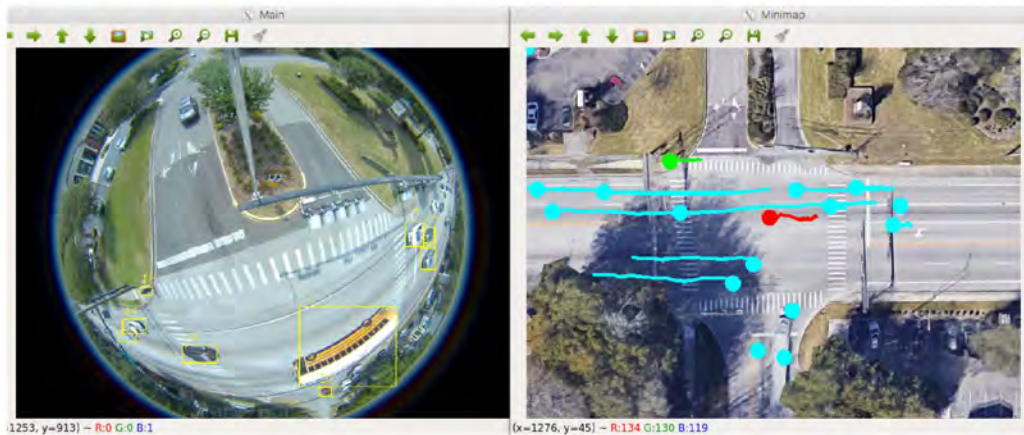 Main
Minimap
1253, y=913) ~ R:0 G:0 B:1
(x=1276, y=45) ~ R:134 G:130 B:119